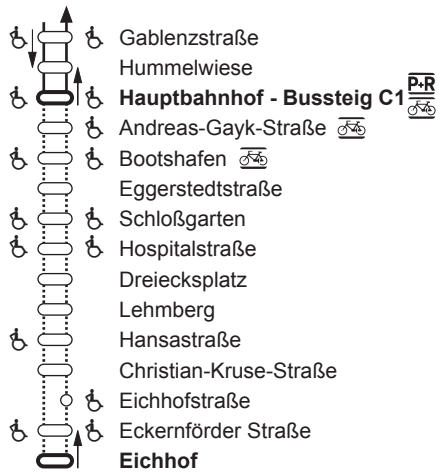 Gablenzstraße
Hummelwiese
Hauptbahnhof - Bussteig C1 P+R
Andreas-Gayk-Straße
Bootshafen
Eggerstedtstraße
Schloßgarten
Hospitalstraße
Dreiecksplatz
Lehmberg
Hansastraße
Christian-Kruse-Straße
Eichhofstraße
Eckernförder Straße
Eichhof